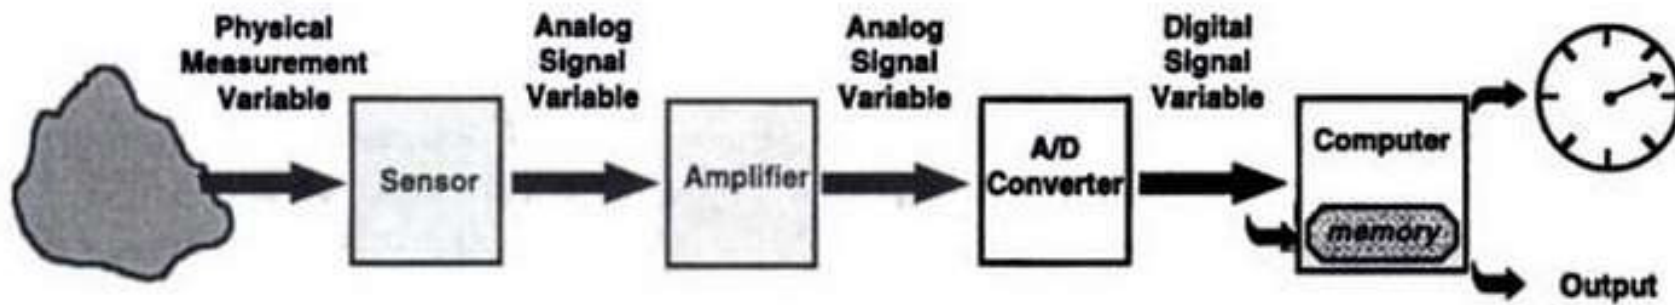 Physical
Measurement
Variable
Analog
Signal
Variable
Analog
Signal
Variable
Digital
Signal
Variable
Sensor
Amplifier
A/D
Converter
Computer
memory
Output